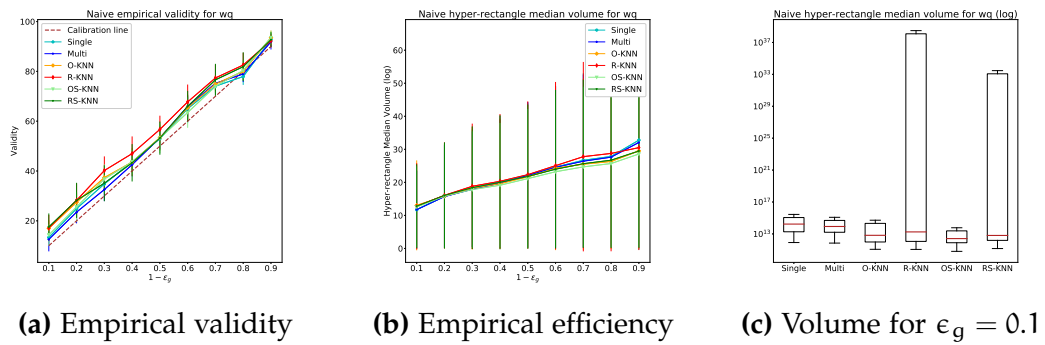 Naive empirical validity for wq
100
80
60
40
20
Validity
Calibration line
Single
Multi
O-KNN
R-KNN
OS-KNN
RS-KNN
0.1 0.2 0.3 0.4 0.5 0.6 0.7 0.8 0.9
1 − ϵg
(a) Empirical validity
Naive hyper-rectangle median volume for wq
60
50
40
30
20
10
0
Hyper-rectangle Median Volume (log)
Single
Multi
O-KNN
R-KNN
OS-KNN
RS-KNN
0.1 0.2 0.3 0.4 0.5 0.6 0.7 0.8 0.9
1 − ϵg
(b) Empirical efficiency
Naive hyper-rectangle median volume for wq (log)
10^37
10^33
10^29
10^25
10^21
10^17
10^13
Single Multi O-KNN R-KNN OS-KNN RS-KNN
(c) Volume for ϵg = 0.1